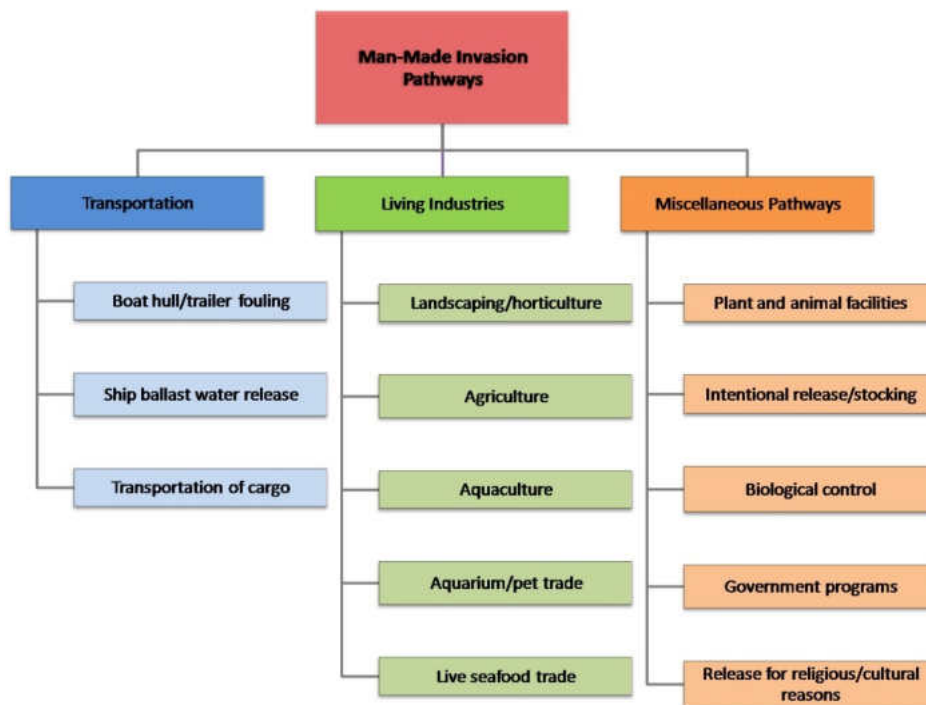 Man-Made Invasion
Pathways
Transportation
Boat hull/trailer fouling
Ship ballast water release
Transportation of cargo
Living Industries
Landscaping/horticulture
Agriculture
Aquaculture
Aquarium/pet trade
Live seafood trade
Miscellaneous Pathways
Plant and animal facilities
Intentional release/stocking
Biological control
Government programs
Release for religious/cultural
reasons